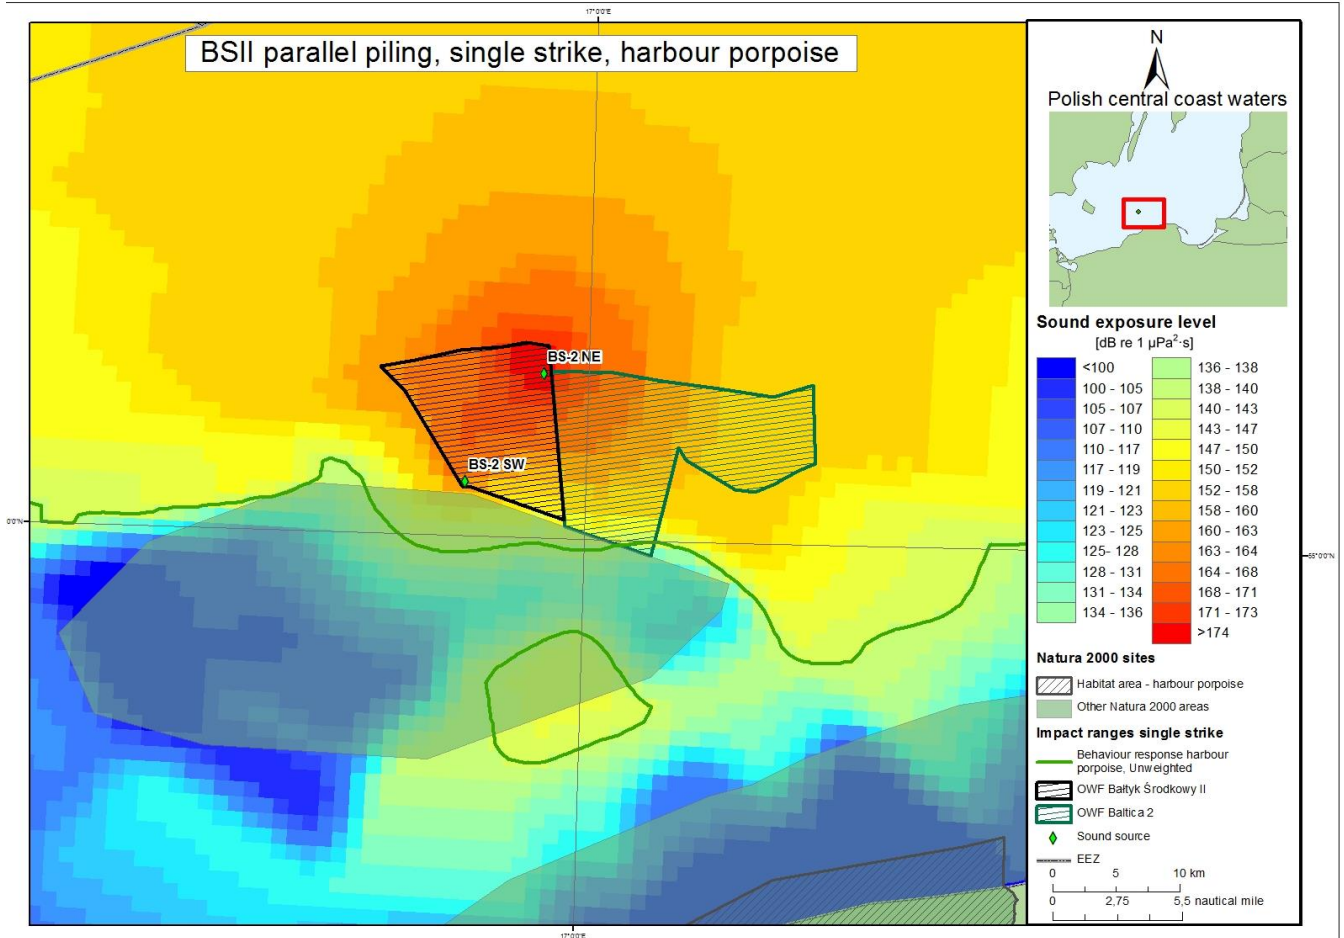 17°0'0"E
BSII parallel piling, single strike, harbour porpoise
BS-2 NE
BS-2 SW
0'0"N
55°0'0"N
17°0'0"E
N
Polish central coast waters
Sound exposure level
[dB re 1 µPa²·s]
<100
100 - 105
105 - 107
107 - 110
110 - 117
117 - 119
119 - 121
121 - 123
123 - 125
125- 128
128 - 131
131 - 134
134 - 136
136 - 138
138 - 140
140 - 143
143 - 147
147 - 150
150 - 152
152 - 158
158 - 160
160 - 163
163 - 164
164 - 168
168 - 171
171 - 173
>174
Natura 2000 sites
Habitat area - harbour porpoise
Other Natura 2000 areas
Impact ranges single strike
Behaviour response harbour
porpoise, Unweighted
OWF Bałtyk Środkowy II
OWF Baltica 2
Sound source
EEZ
0 5 10 km
0 2,75 5,5 nautical mile